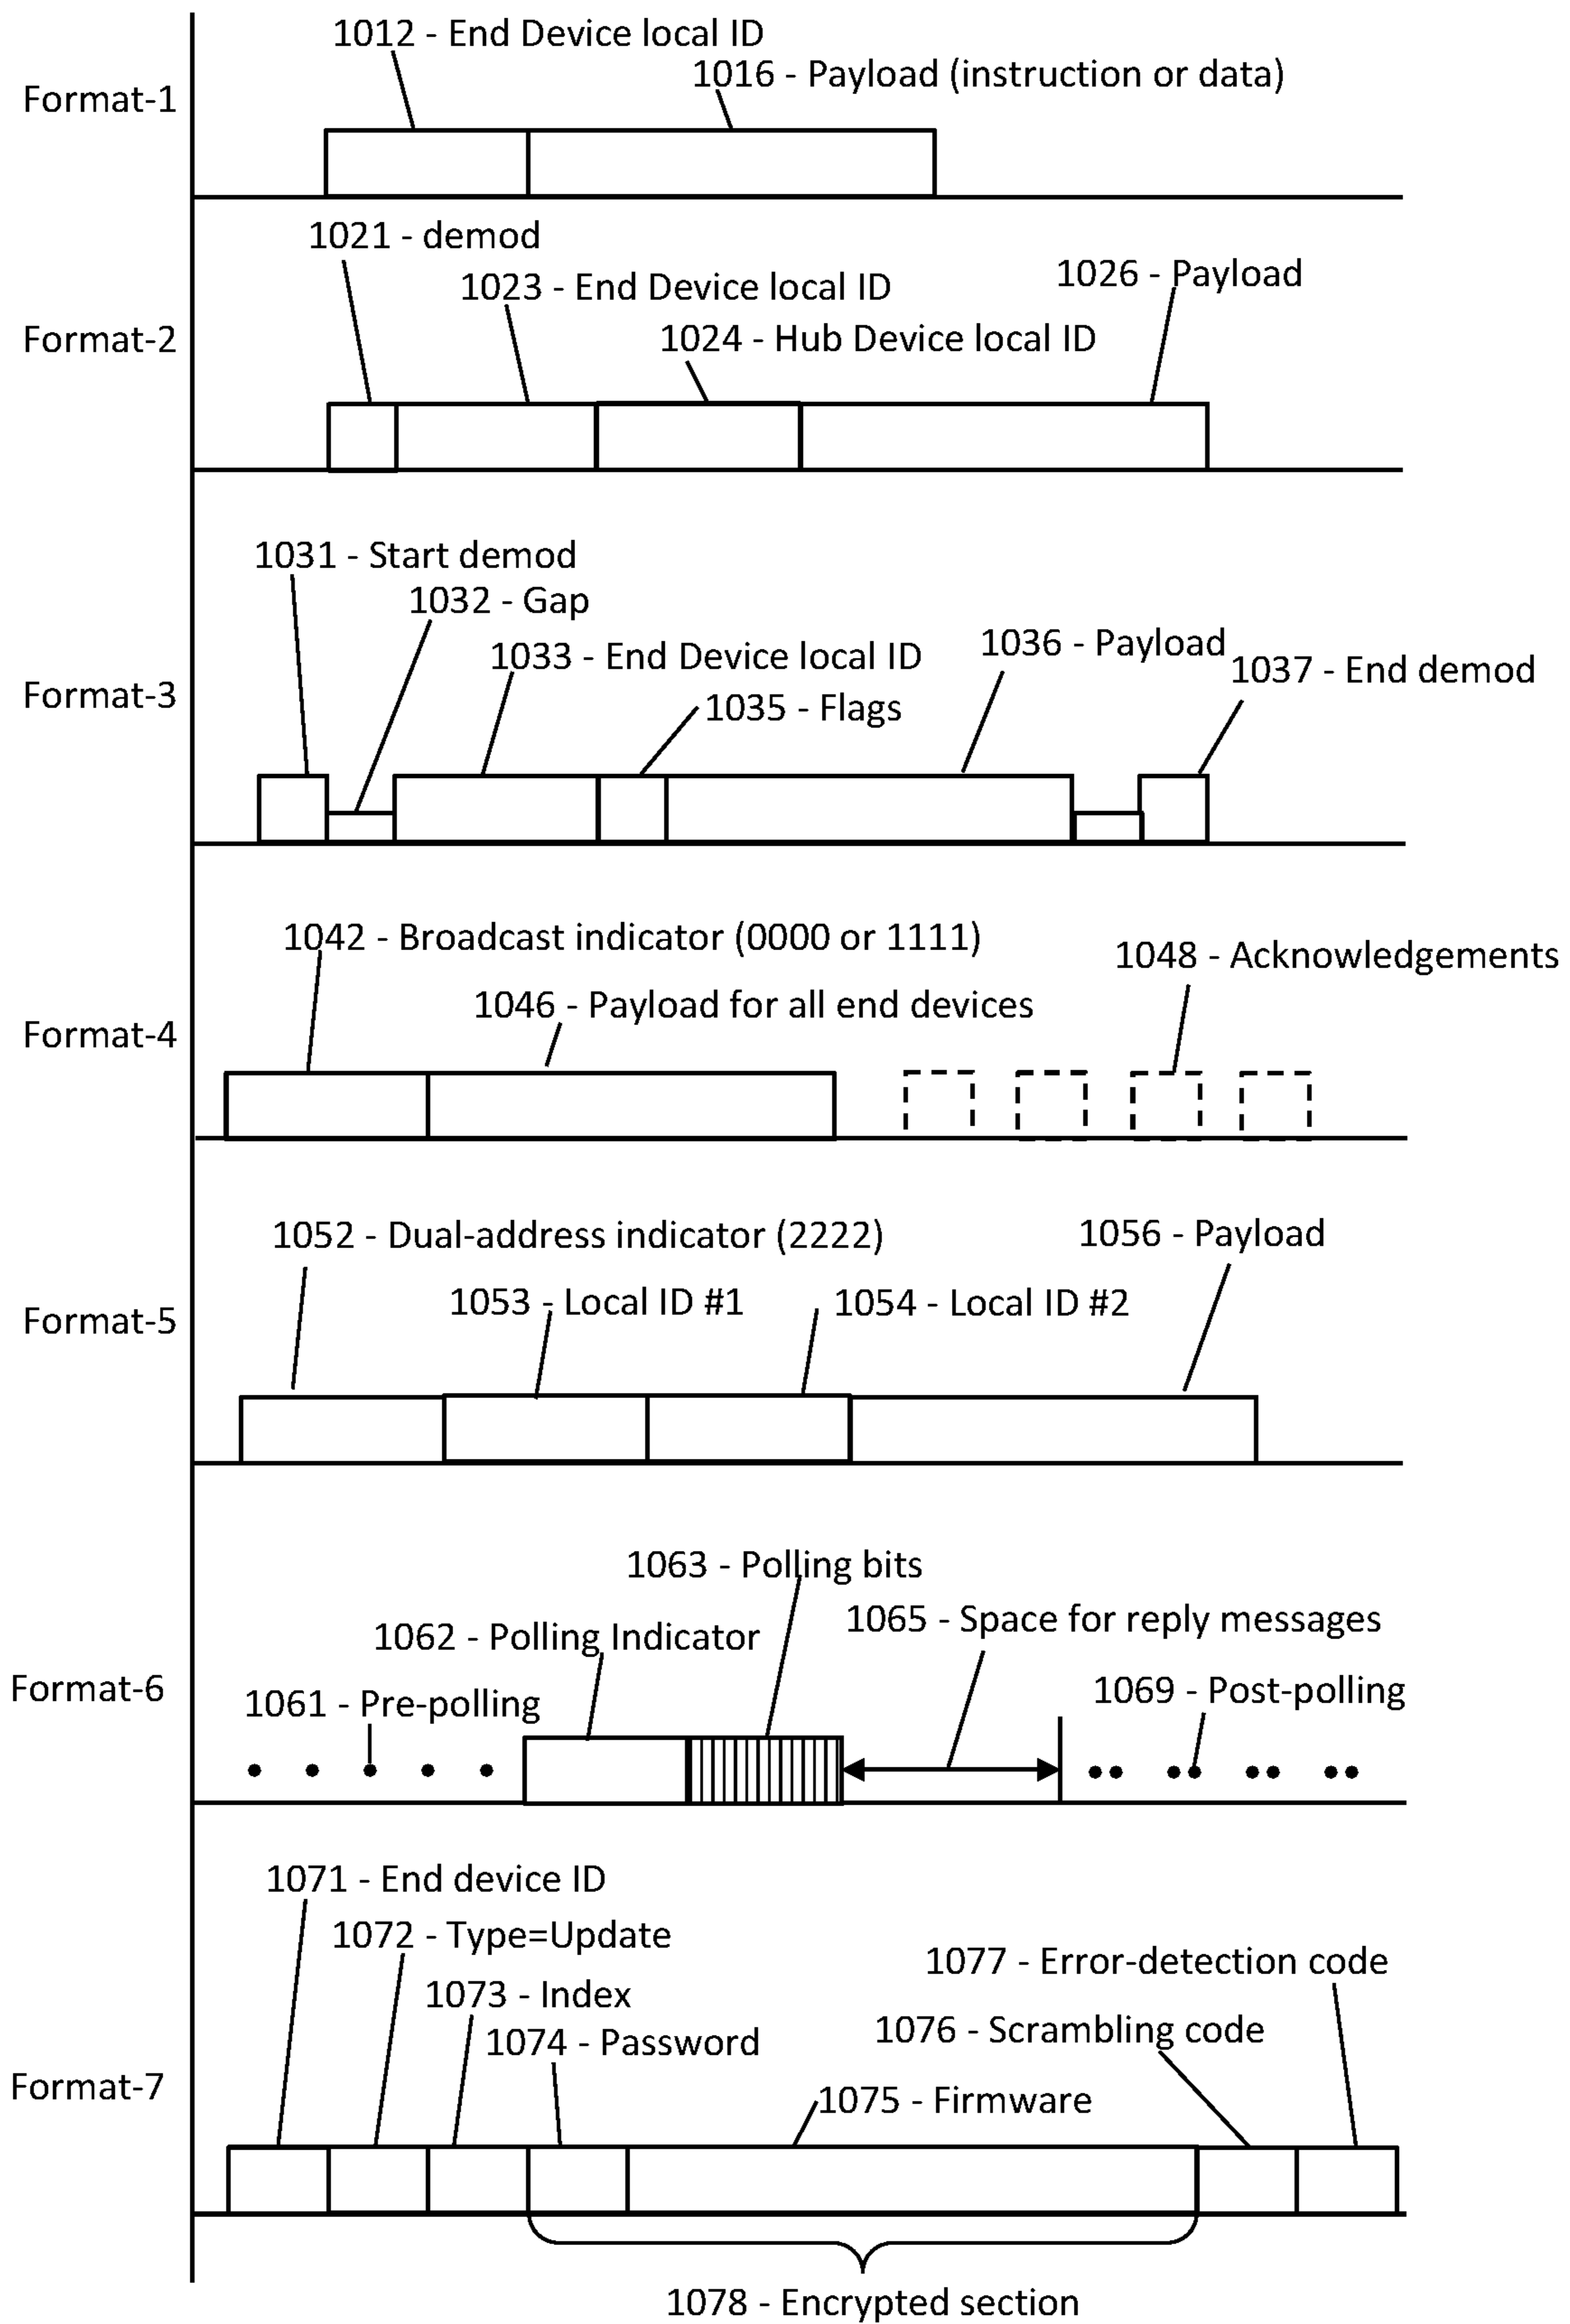 1012 - End Device local ID
1016 - Payload (instruction or data)
Format-1
1021 - demod
1023 - End Device local ID
1026 - Payload
1024 - Hub Device local ID
Format-2
1031 - Start demod
1032 - Gap
1033 - End Device local ID
1036 - Payload
1037 - End demod
Format-3
1035 - Flags
1042 - Broadcast indicator (0000 or 1111)
1048 - Acknowledgements
1046 - Payload for all end devices
Format-4
1052 - Dual-address indicator (2222)
1056 - Payload
1053 - Local ID #1
1054 - Local ID #2
Format-5
1063 - Polling bits
1065 - Space for reply messages
1062 - Polling Indicator
Format-6
1061 - Pre-polling
1069 - Post-polling
1071 - End device ID
1072 - Type=Update
1077 - Error-detection code
1073 - Index
1076 - Scrambling code
1074 - Password
Format-7
1075 - Firmware
1078 - Encrypted section